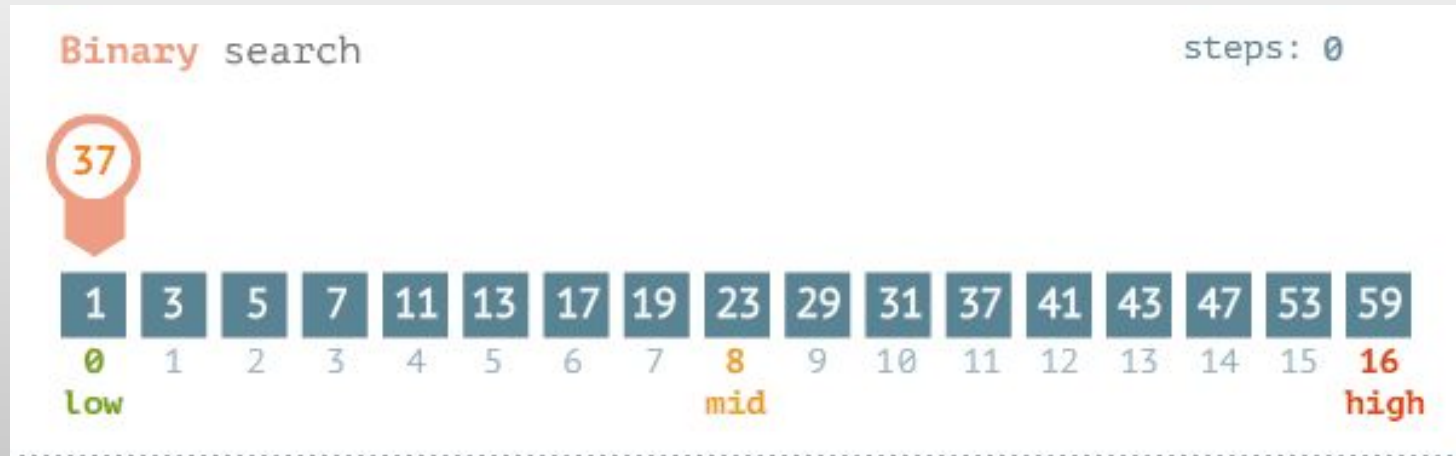 Binary search
steps: 0
37
1 3 5 7 11 13 17 19 23 29 31 37 41 43 47 53 59
0 1 2 3 4 5 6 7 8 9 10 11 12 13 14 15 16
low mid high